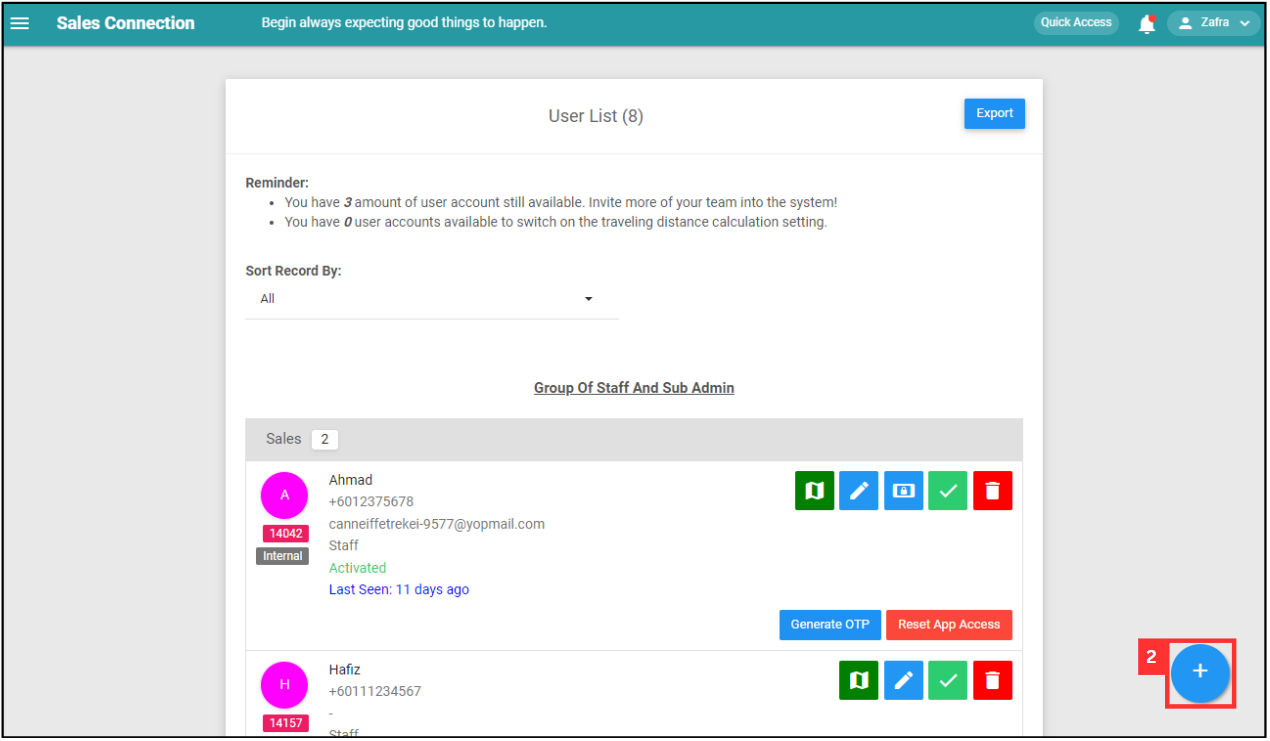 Sales Connection
Begin always expecting good things to happen.
Quick Access
Zafra
User List (8)
Export
Reminder:
• You have 3 amount of user account still available. Invite more of your team into the system!
• You have 0 user accounts available to switch on the traveling distance calculation setting.
Sort Record By:
All
Group Of Staff And Sub Admin
Sales 2
A
14042
Internal
Ahmad
+6012375678
canneiffetrekei-9577@yopmail.com
Staff
Activated
Last Seen: 11 days ago
Generate OTP
Reset App Access
2
+
H
14157
Hafiz
+60111234567
-
Staff